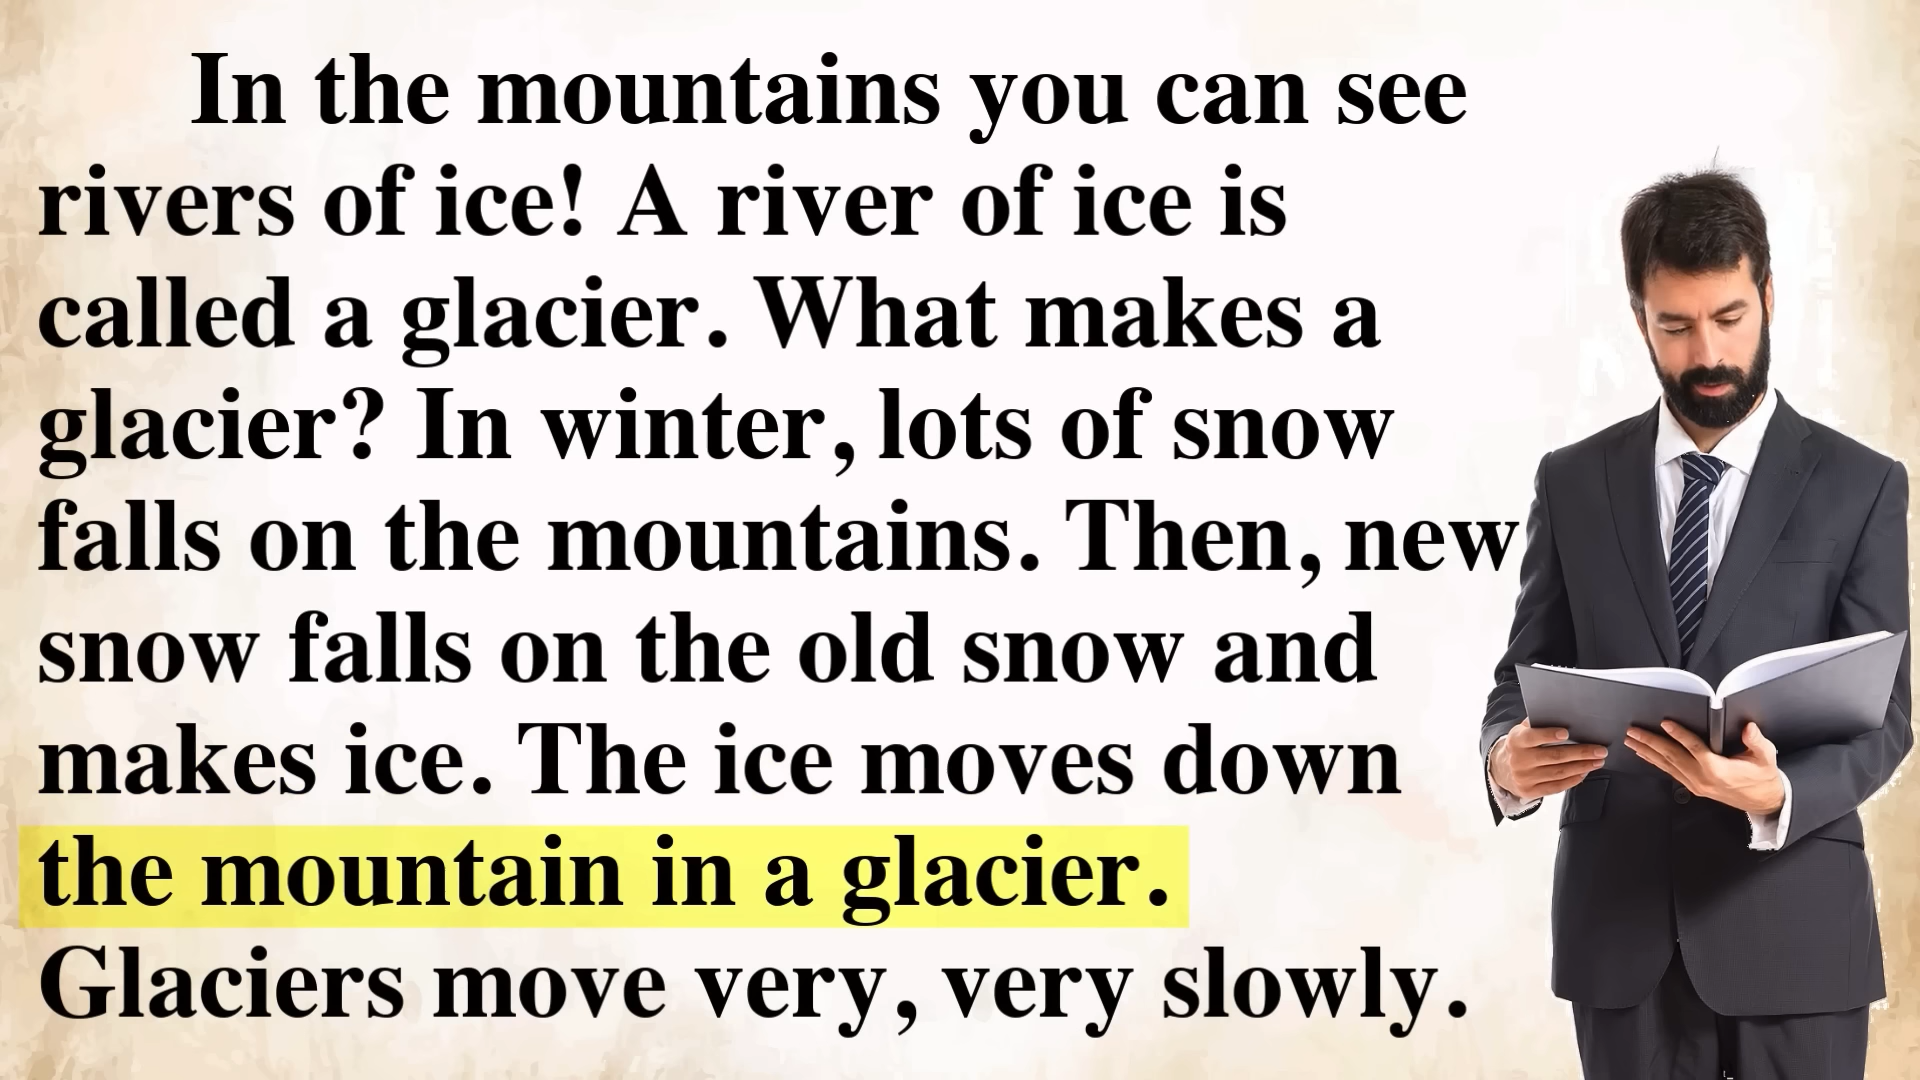 In the mountains you can see
rivers of ice! A river of ice is
called a glacier. What makes a
glacier? In winter, lots of snow
falls on the mountains. Then, new
snow falls on the old snow and
makes ice. The ice moves down
the mountain in a glacier.
Glaciers move very, very slowly.